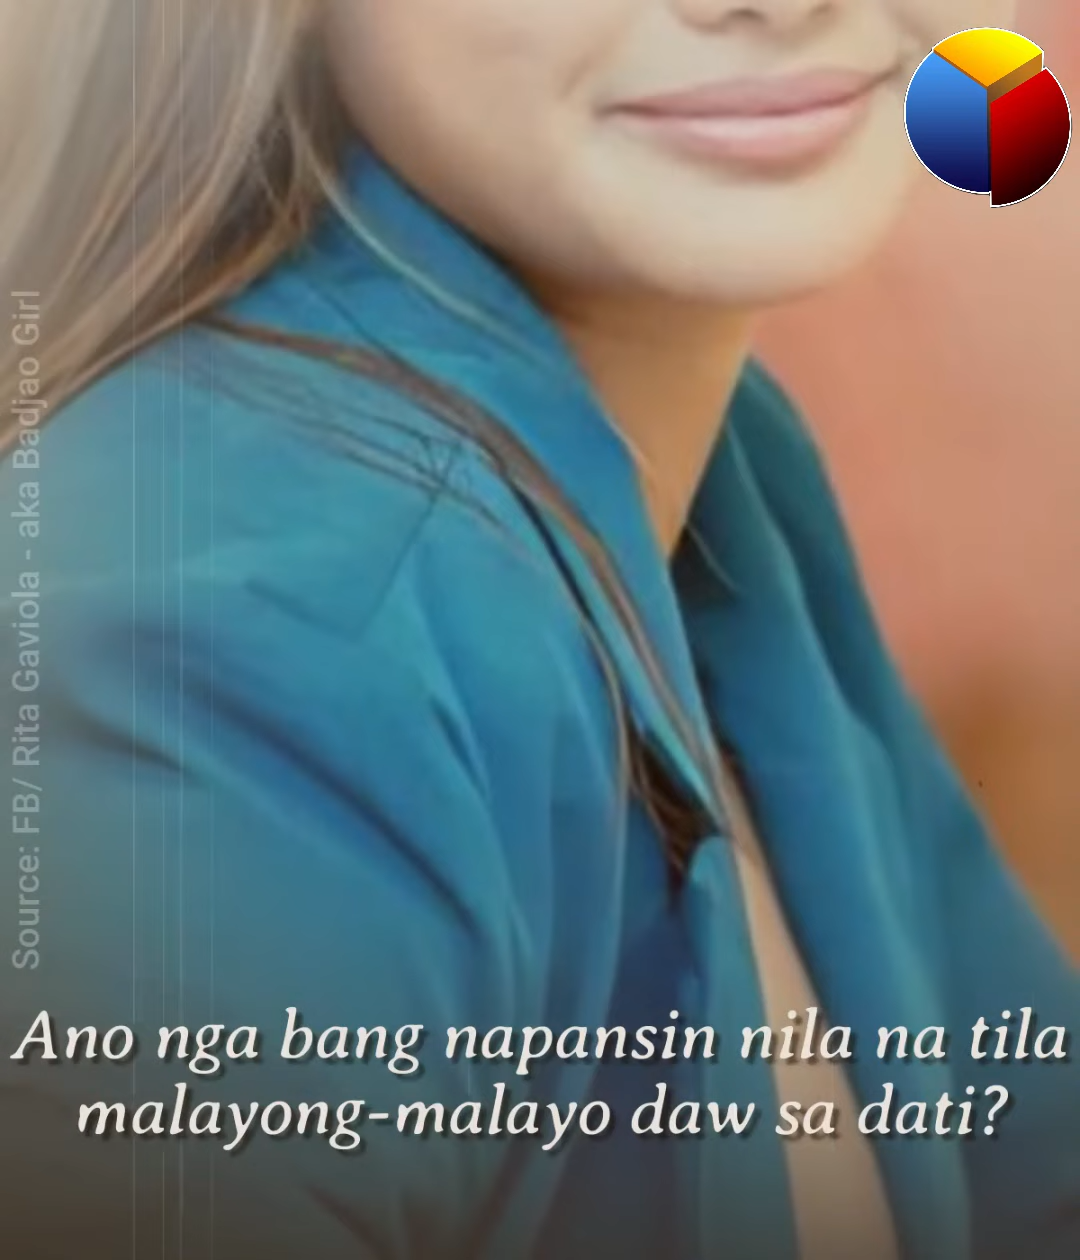 Source: FB/ Rita Gaviola - aka Badjao Girl
Ano nga bang napansin nila na tila
malayong-malayo daw sa dati?